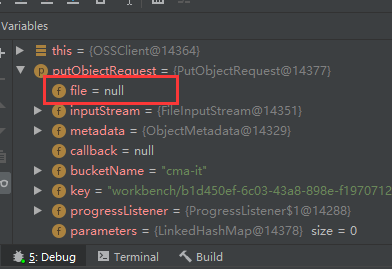 Variables
this = {OSSClient@14364}
p putObjectRequest = {PutObjectRequest@14377}
f file = null
f inputStream = {FileInputStream@14351}
f metadata = {ObjectMetadata@14329}
f callback = null
f bucketName = "cma-it"
f key = "workbench/b1d450ef-6c03-43a8-898e-f1970712
f progressListener = {ProgressListener$1@14288}
f parameters = {LinkedHashMap@14378} size = 0
5: Debug Terminal Build